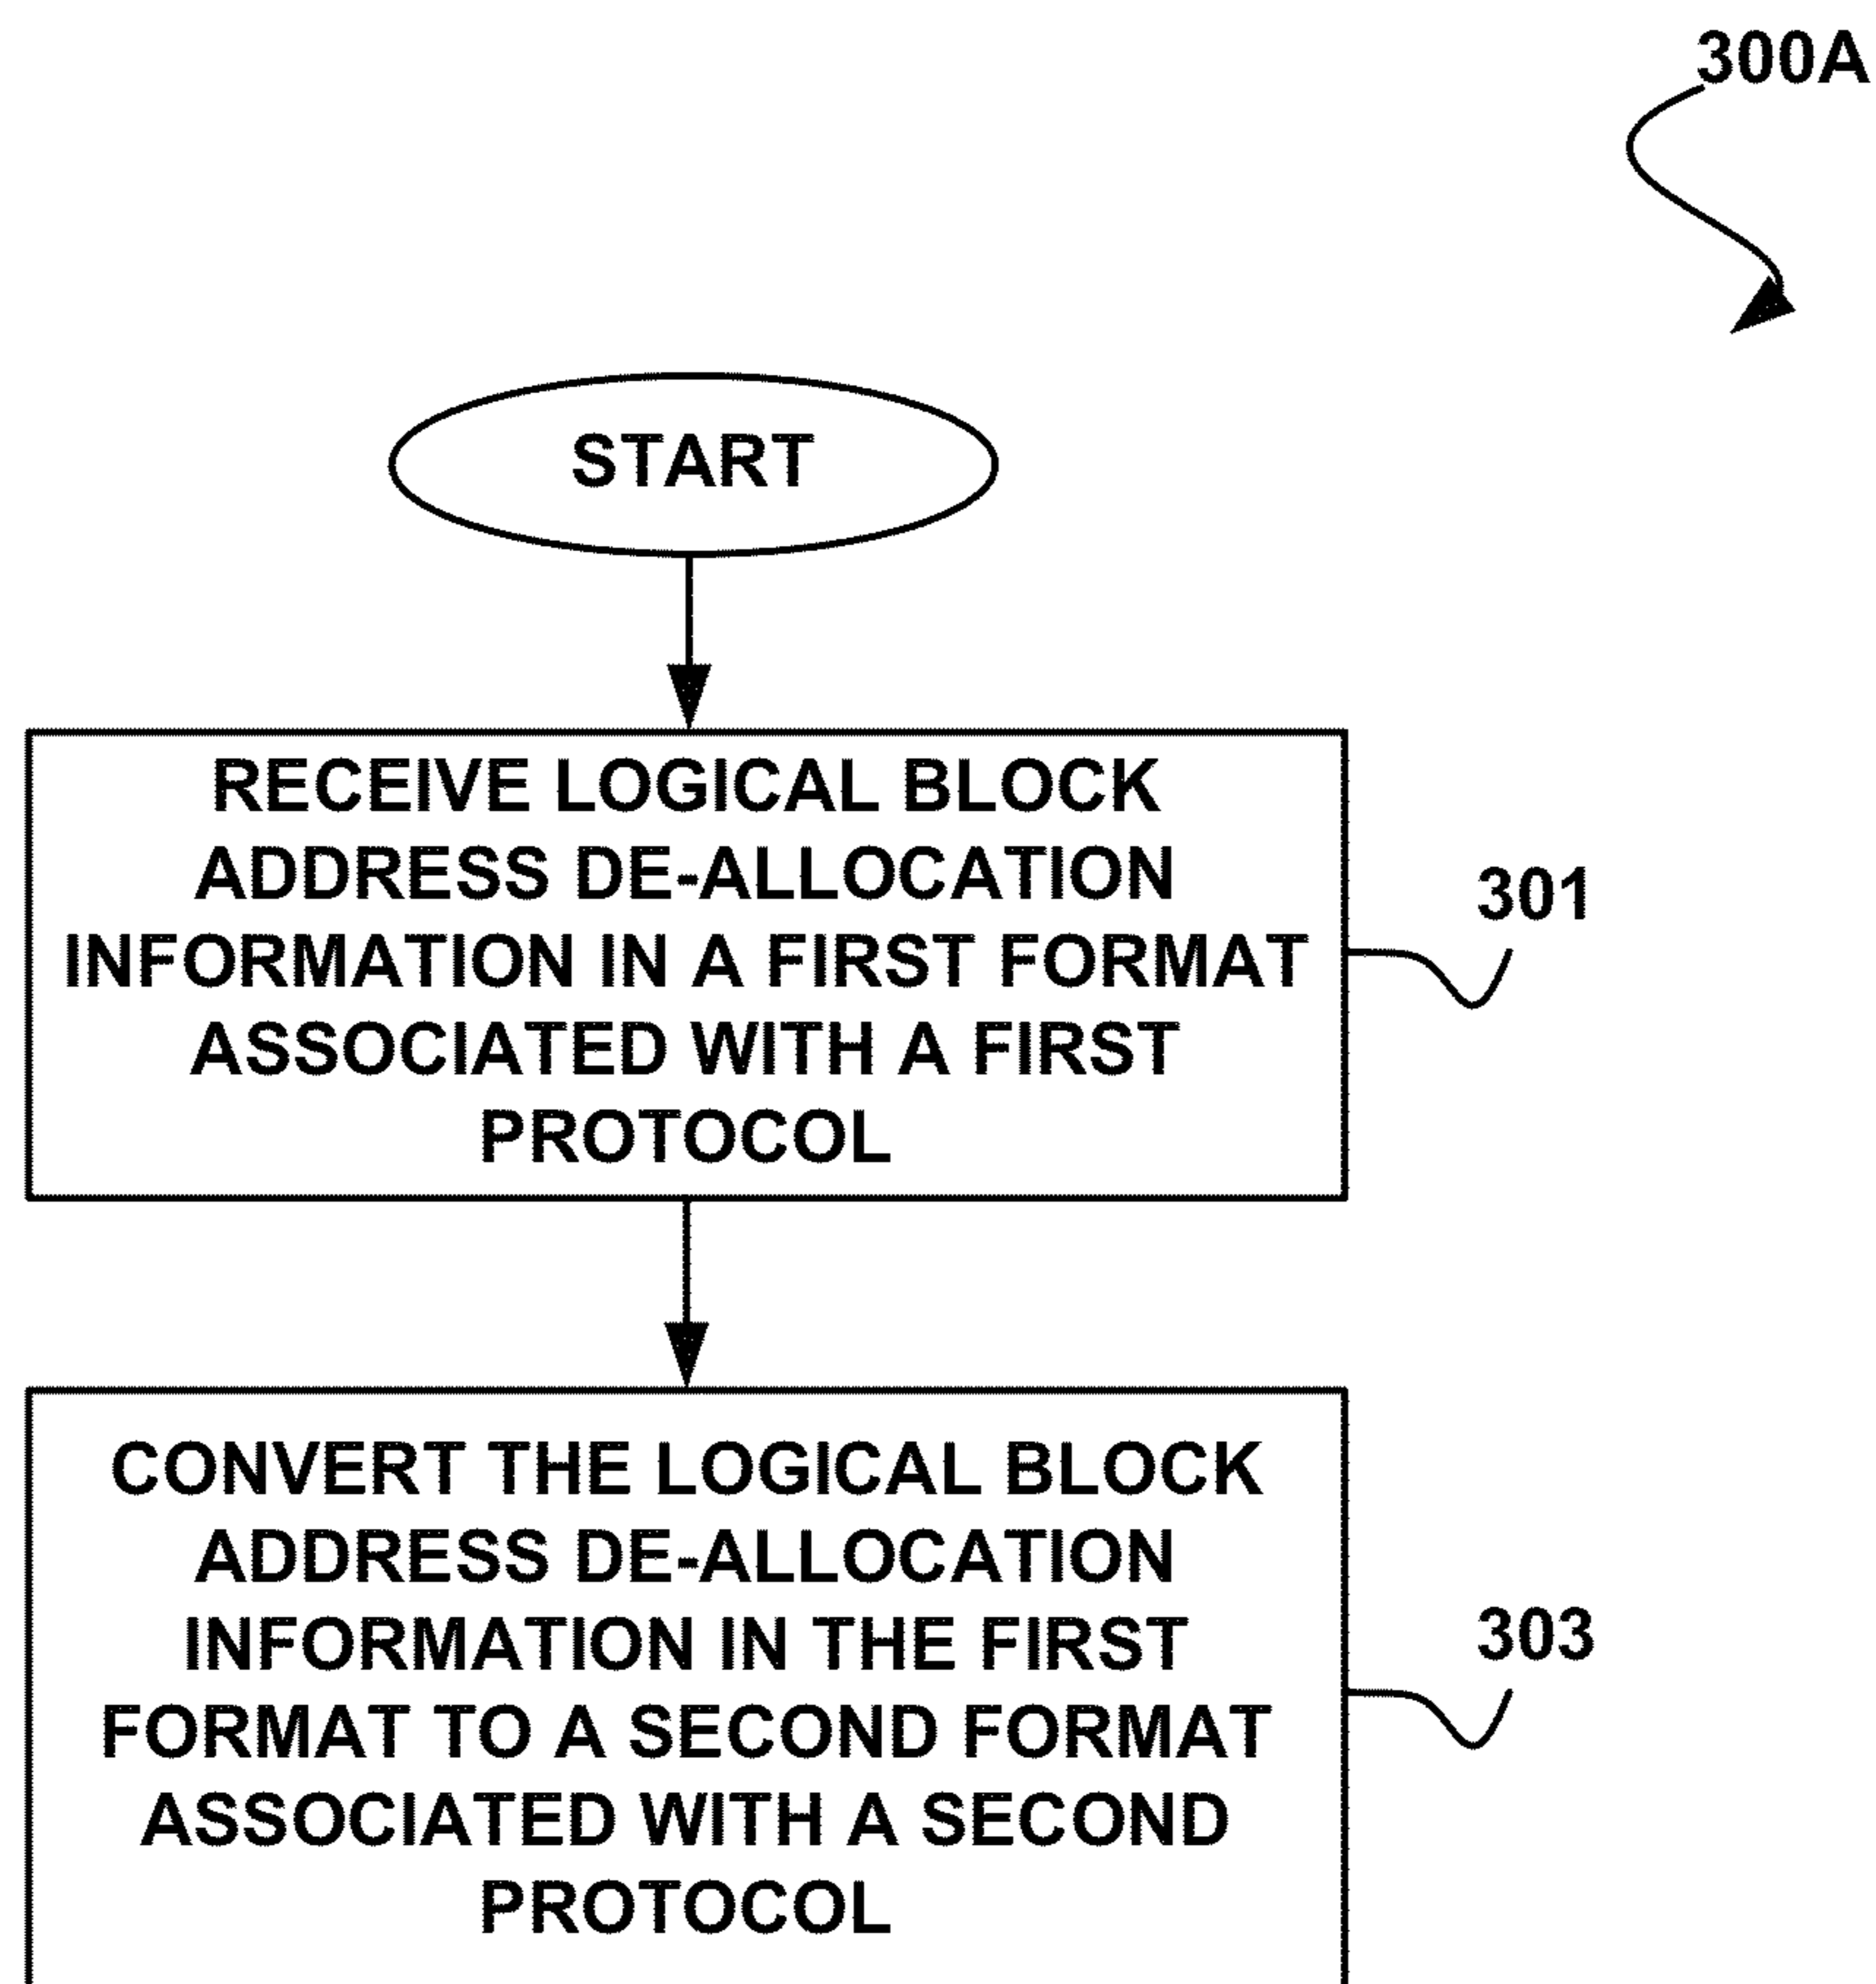 300A
START
RECEIVE LOGICAL BLOCK
ADDRESS DE-ALLOCATION
INFORMATION IN A FIRST FORMAT
ASSOCIATED WITH A FIRST
PROTOCOL
301
CONVERT THE LOGICAL BLOCK
ADDRESS DE-ALLOCATION
INFORMATION IN THE FIRST
FORMAT TO A SECOND FORMAT
ASSOCIATED WITH A SECOND
PROTOCOL
303